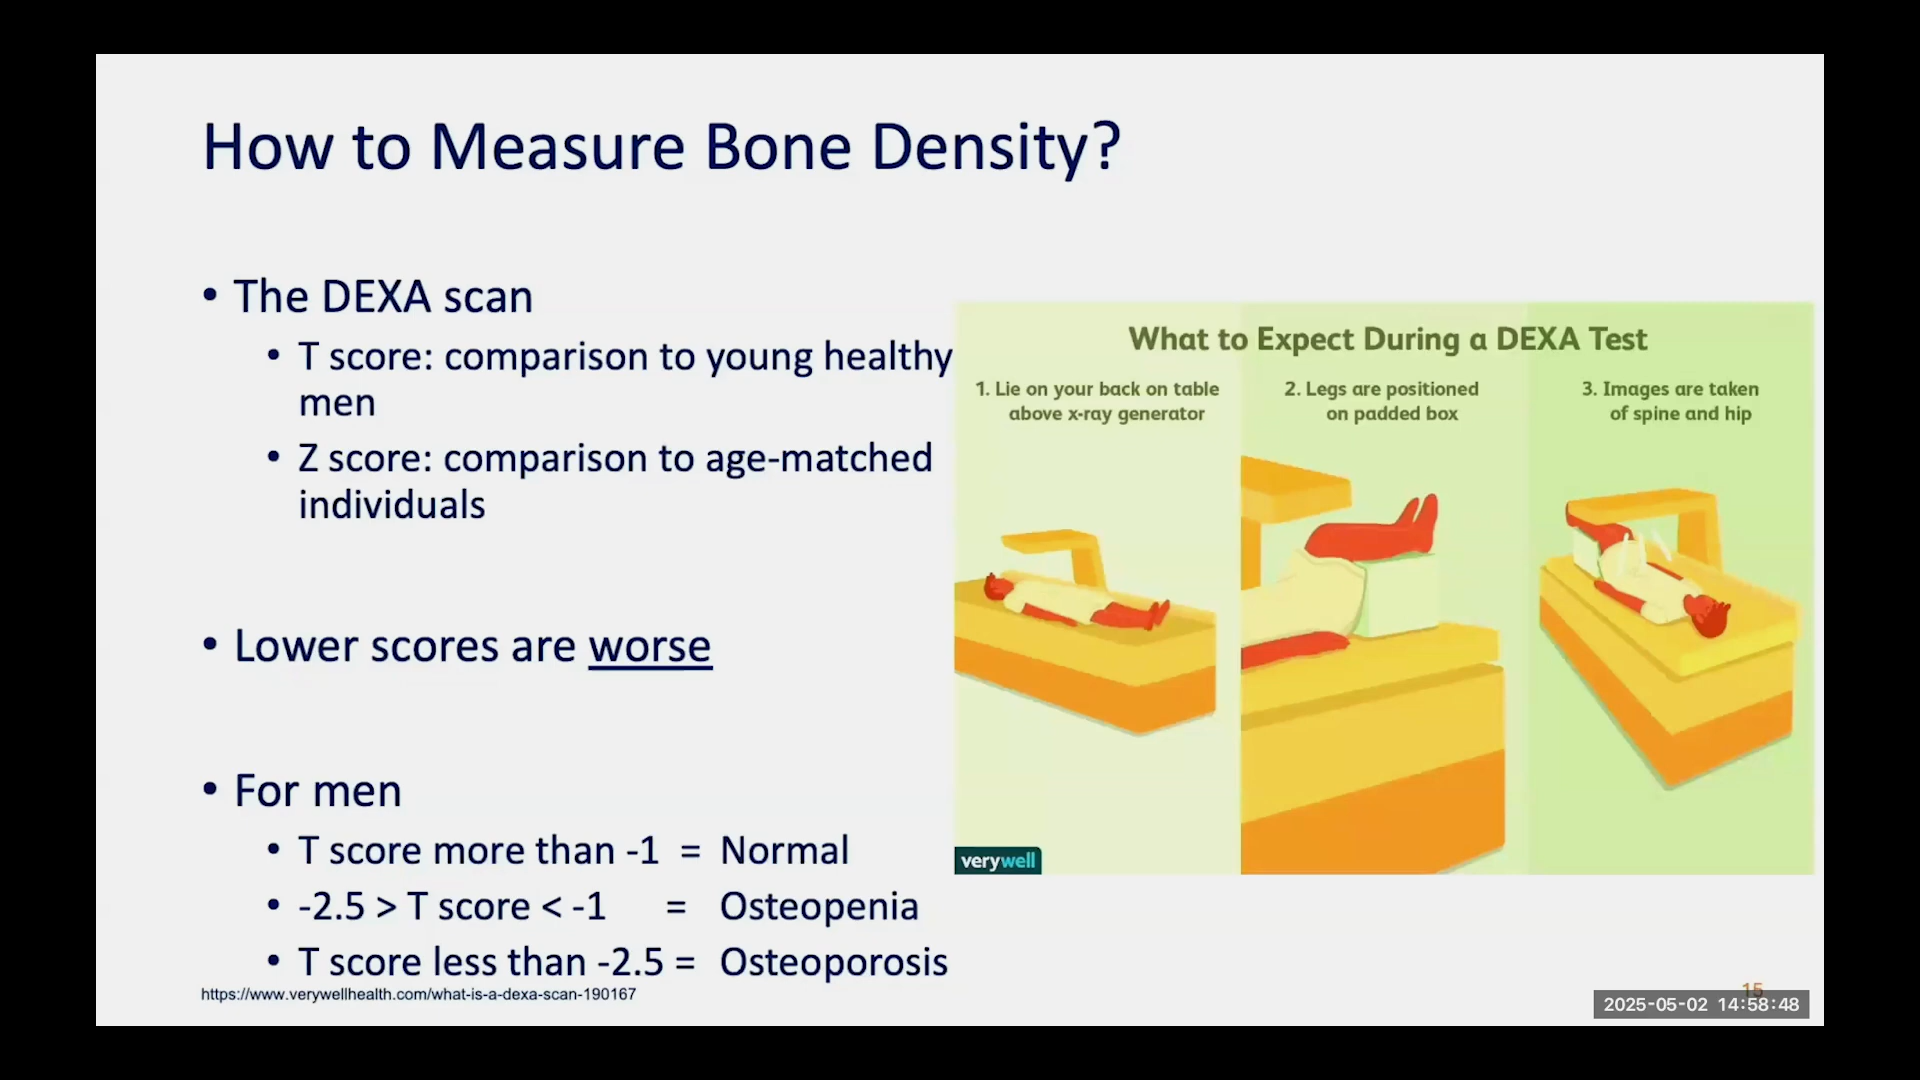 How to Measure Bone Density?
• The DEXA scan
• T score: comparison to young healthy
men
• Z score: comparison to age-matched
individuals
• Lower scores are worse
• For men
• T score more than -1 = Normal
• -2.5 > T score < -1 = Osteopenia
• T score less than -2.5 = Osteoporosis
https://www.verywellhealth.com/what-is-a-dexa-scan-190167
What to Expect During a DEXA Test
1. Lie on your back on table
above x-ray generator
2. Legs are positioned
on padded box
3. Images are taken
of spine and hip
verywell
15
2025-05-02 14:58:48